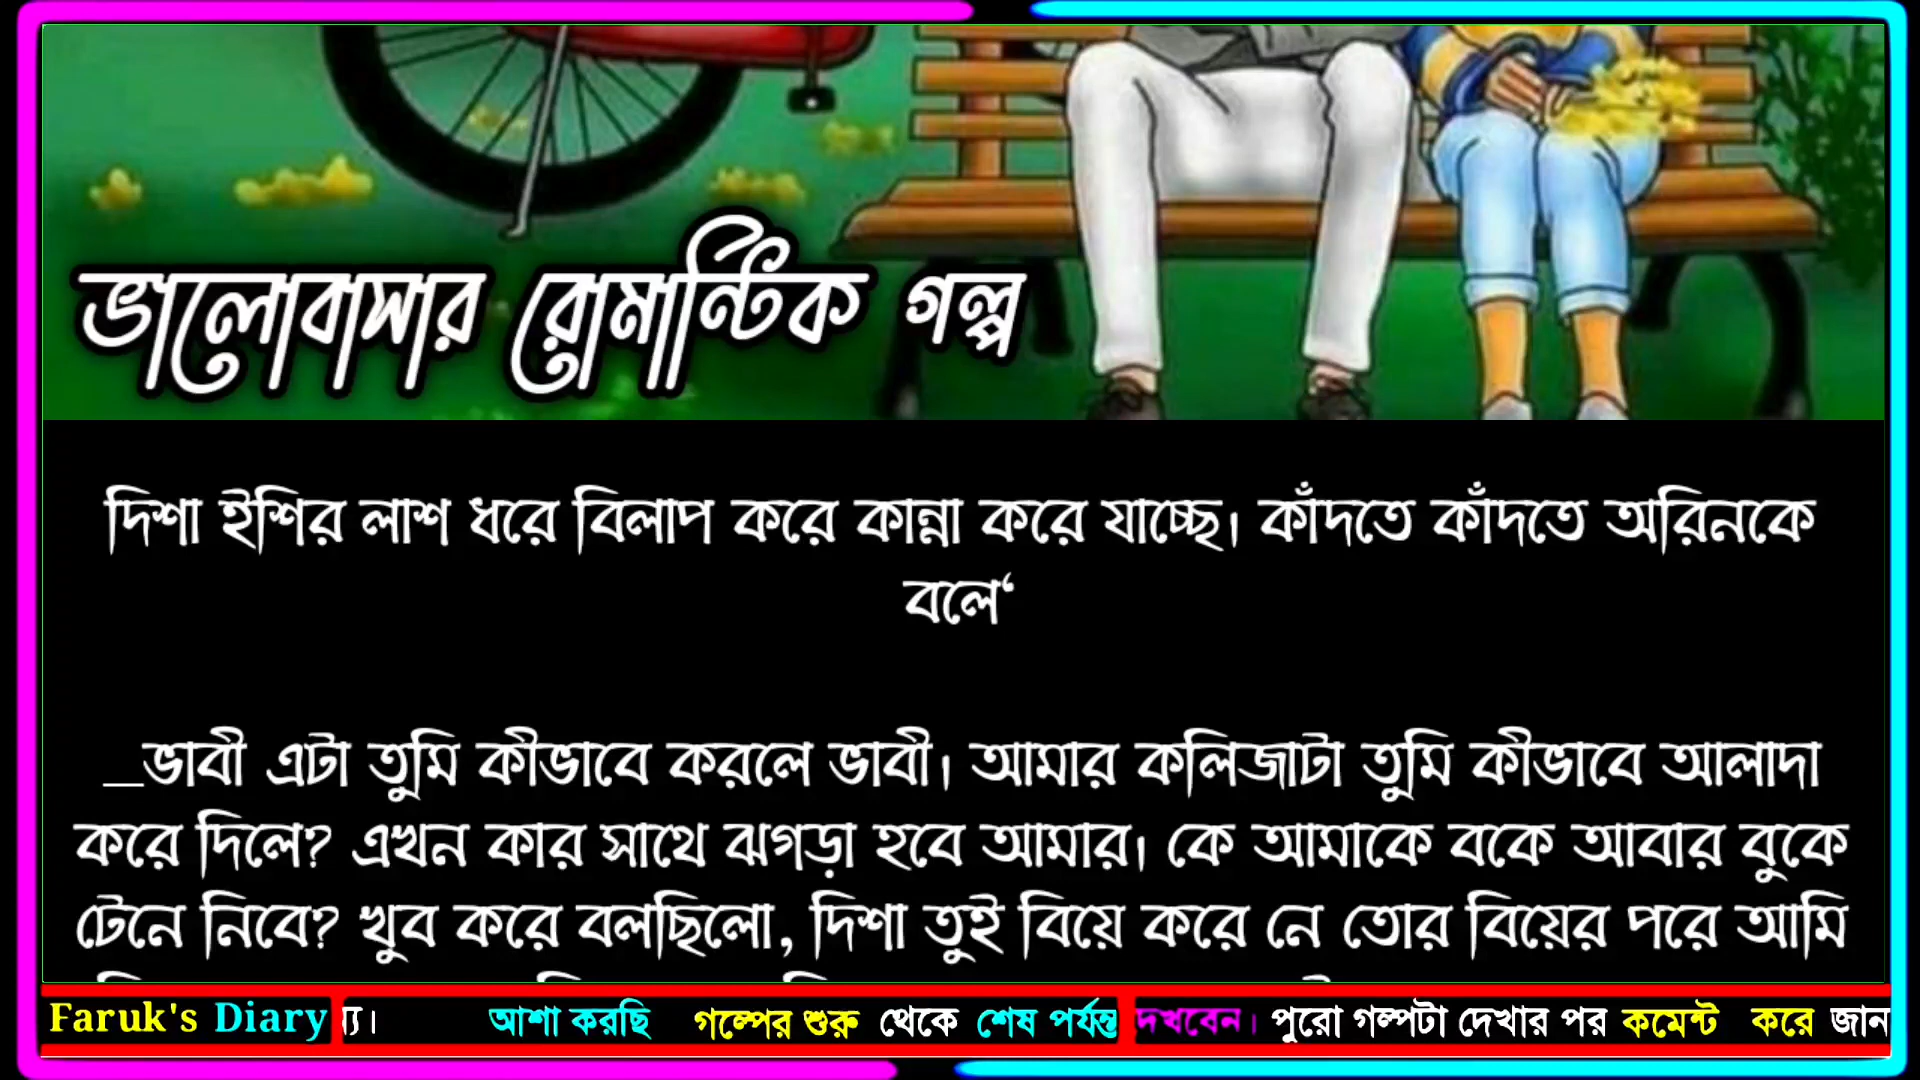 ভালোবাসার রোমান্টিক গল্প
দিশা ইশির লাশ ধরে বিলাপ করে কান্না করে যাচ্ছে। কাঁদতে কাঁদতে অরিনকে
বলে‘
_ভাবী এটা তুমি কীভাবে করলে ভাবী। আমার কলিজাটা তুমি কীভাবে আলাদা
করে দিলে? এখন কার সাথে ঝগড়া হবে আমার। কে আমাকে বকে আবার বুকে
টেনে নিবে? খুব করে বলছিলো, দিশা তুই বিয়ে করে নে তোর বিয়ের পরে আমি
Faruk's Diary আশা করছি গল্পের শুরু থেকে শেষ পর্যন্ত দেখবেন। পুরো গল্পটা দেখার পর কমেন্ট করে জান